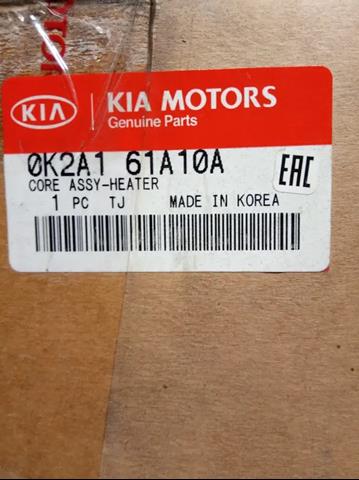 KIA
KIA MOTORS
Genuine Parts
0K2A1 61A10A
CORE ASSY-HEATER
EAC
1 PC TJ MADE IN KOREA